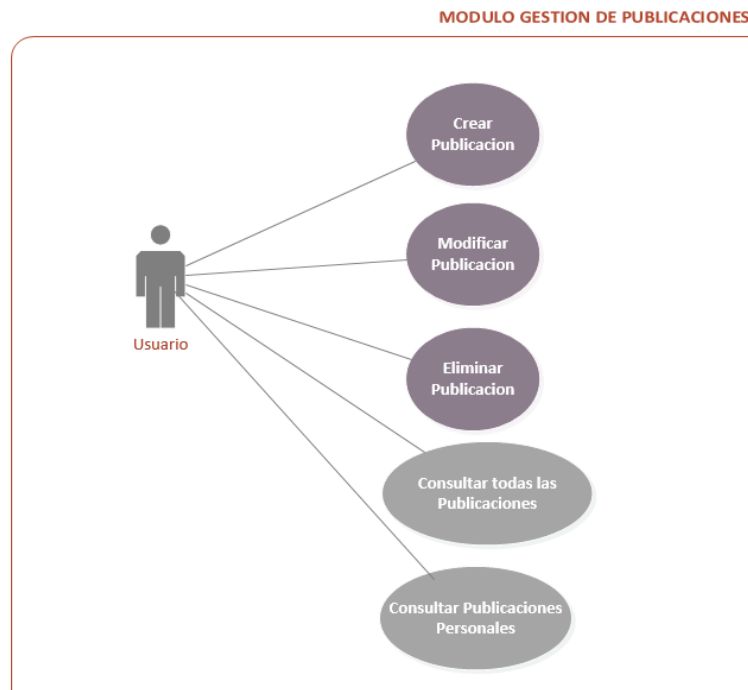 MODULO GESTION DE PUBLICACIONES
Crear
Publicacion
Modificar
Publicacion
Usuario
Eliminar
Publicacion
Consultar todas las
Publicaciones
Consultar Publicaciones
Personales